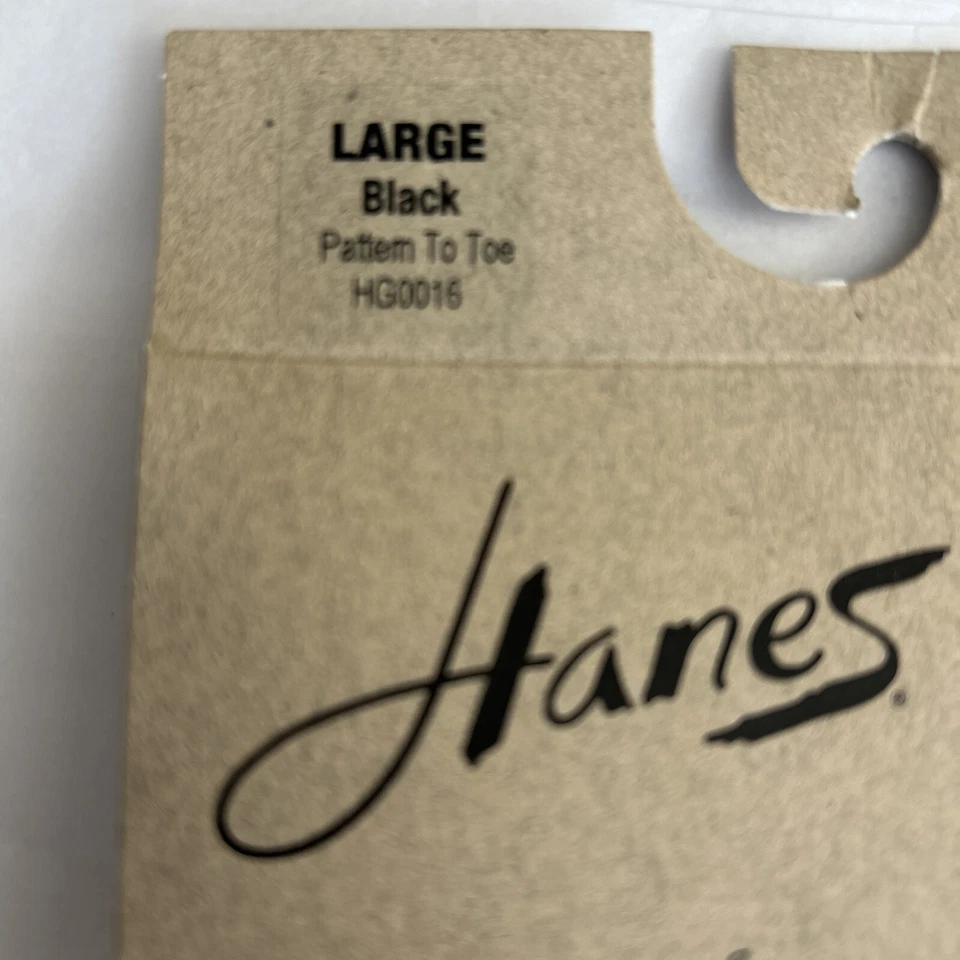 LARGE
Black
Pattern To Toe
HG0016
Hanes®